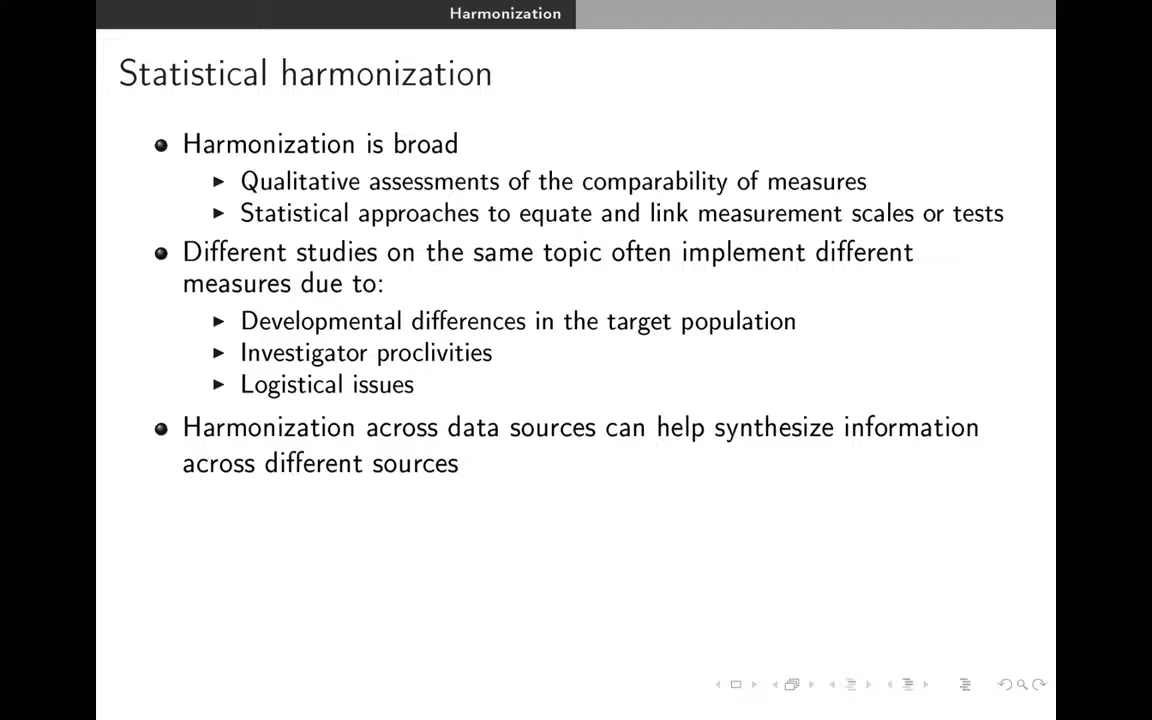 Harmonization
Statistical harmonization
Harmonization is broad
Qualitative assessments of the comparability of measures
Statistical approaches to equate and link measurement scales or tests
Different studies on the same topic often implement different
measures due to:
Developmental differences in the target population
Investigator proclivities
Logistical issues
Harmonization across data sources can help synthesize information
across different sources